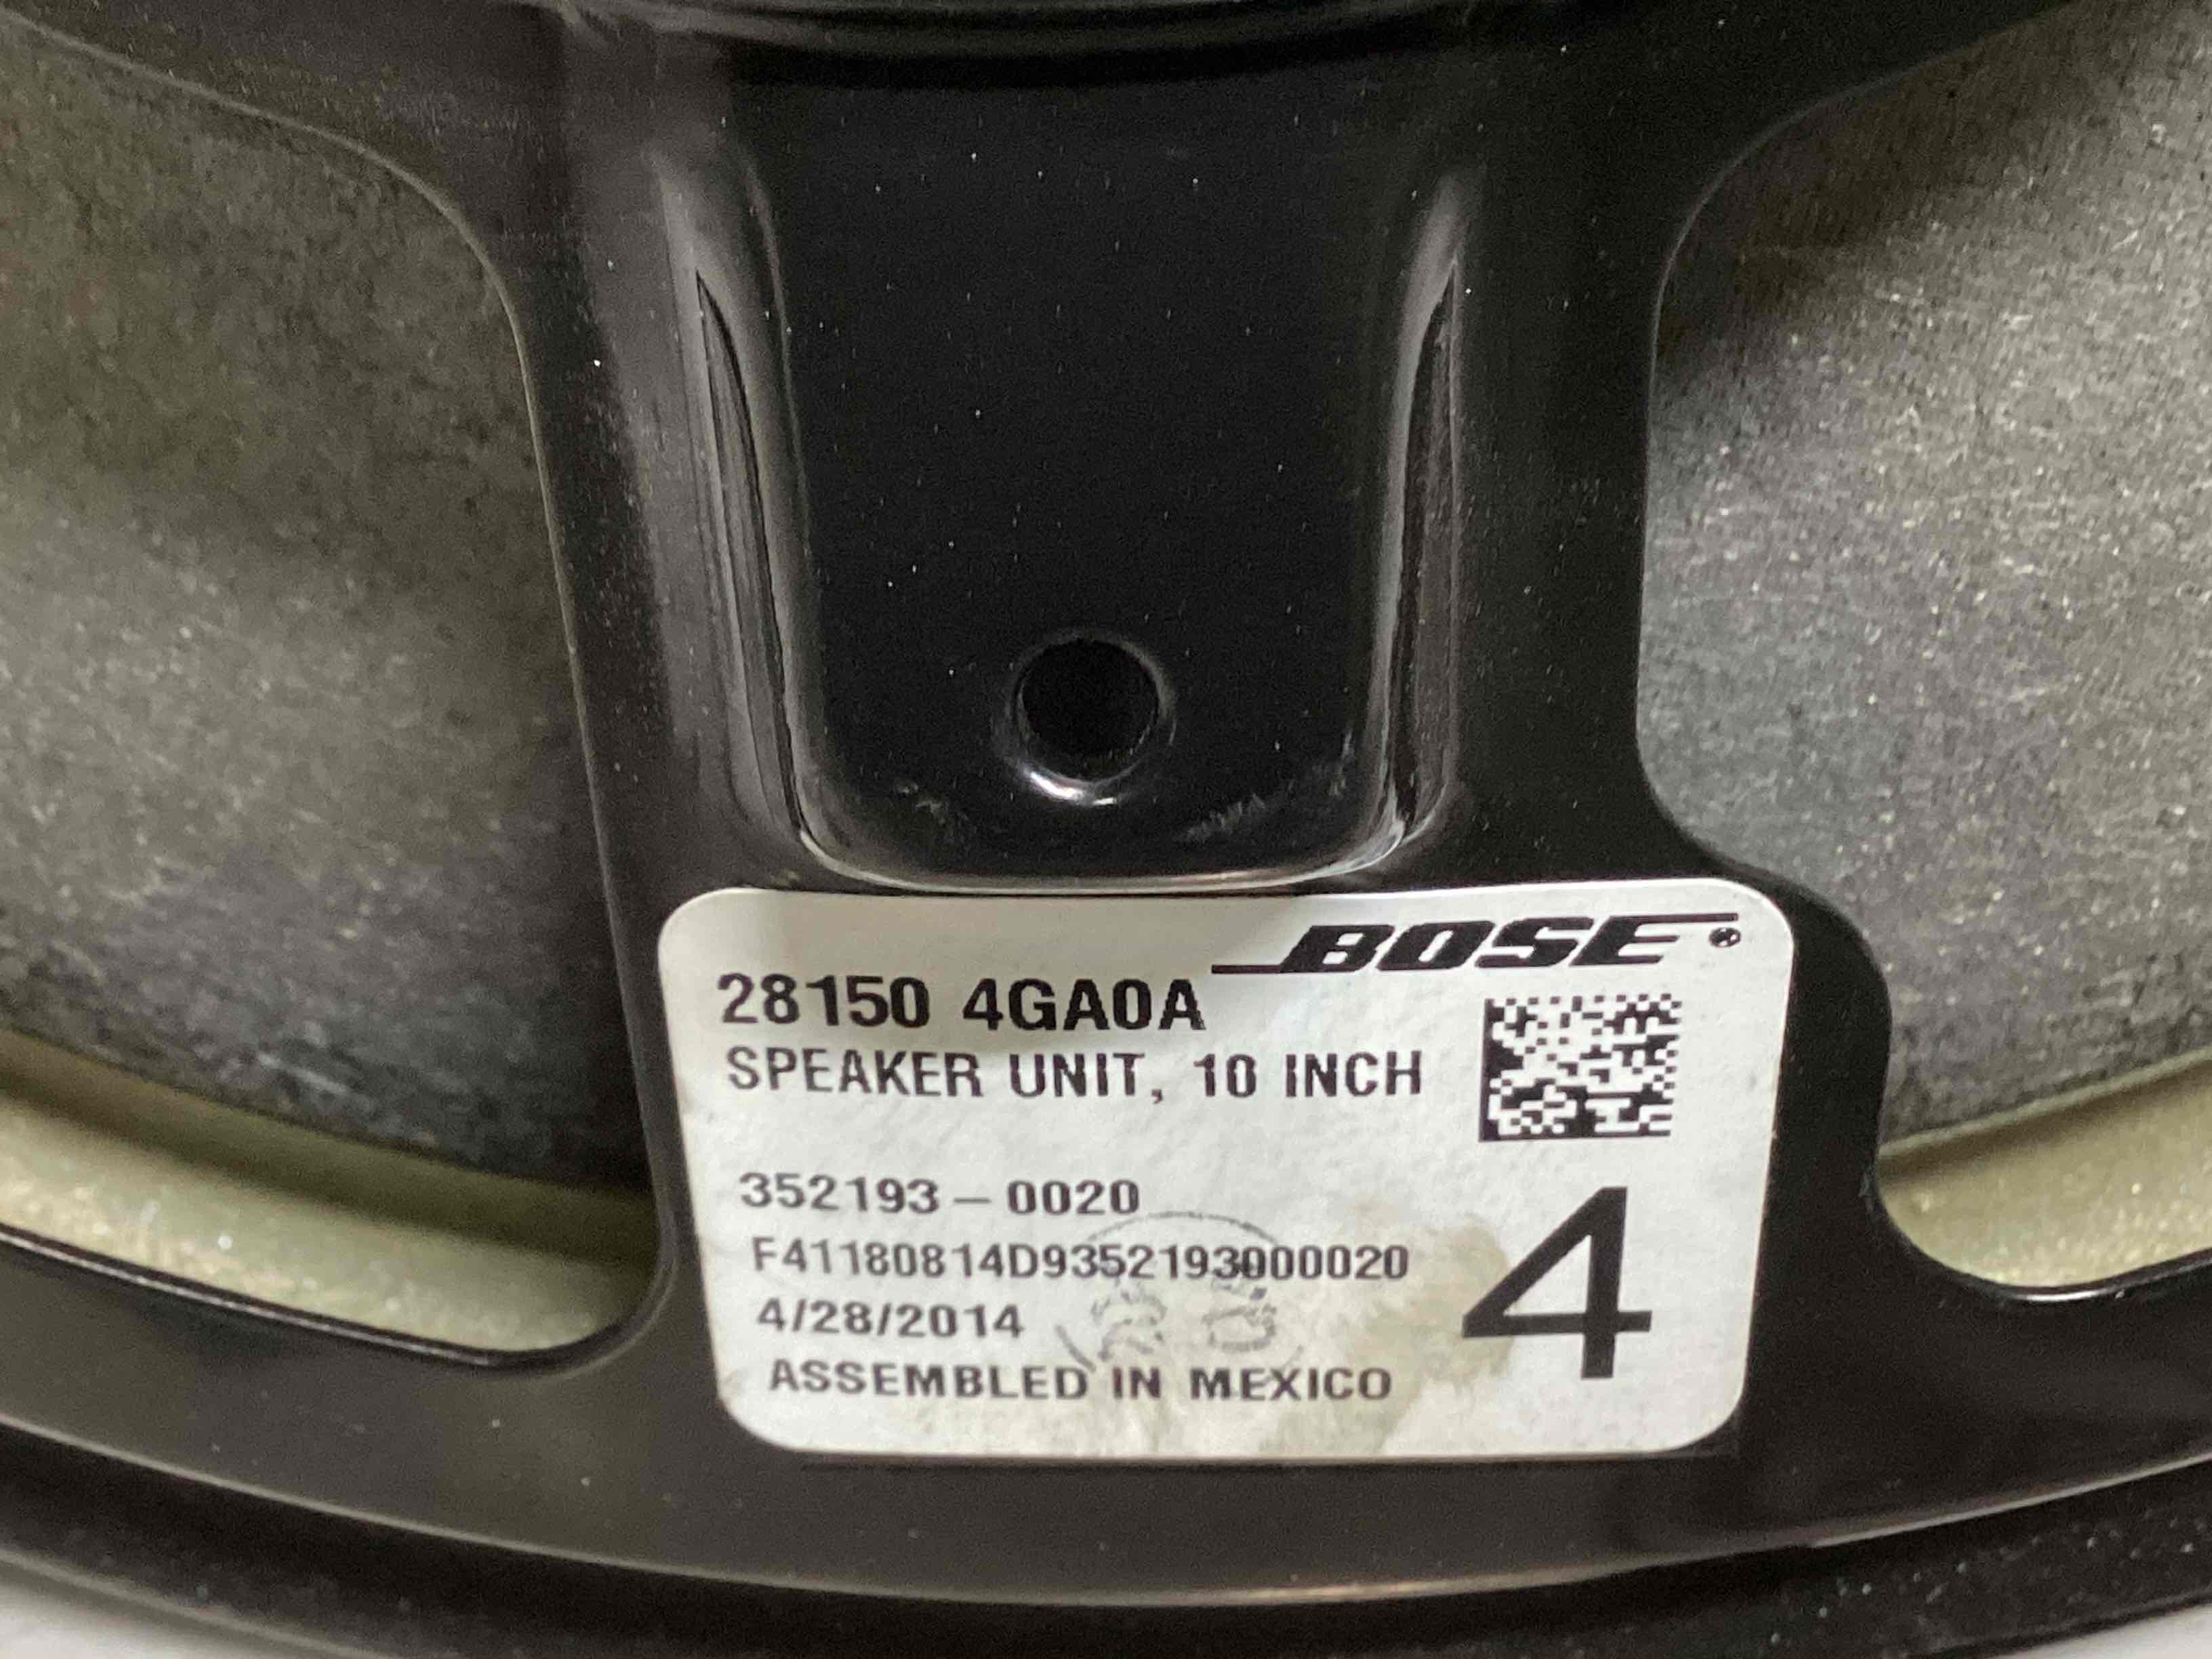 BOSE®
28150 4GA0A
SPEAKER UNIT, 10 INCH
352193-0020
F41180814D9352193000020
4/28/2014
ASSEMBLED IN MEXICO
4